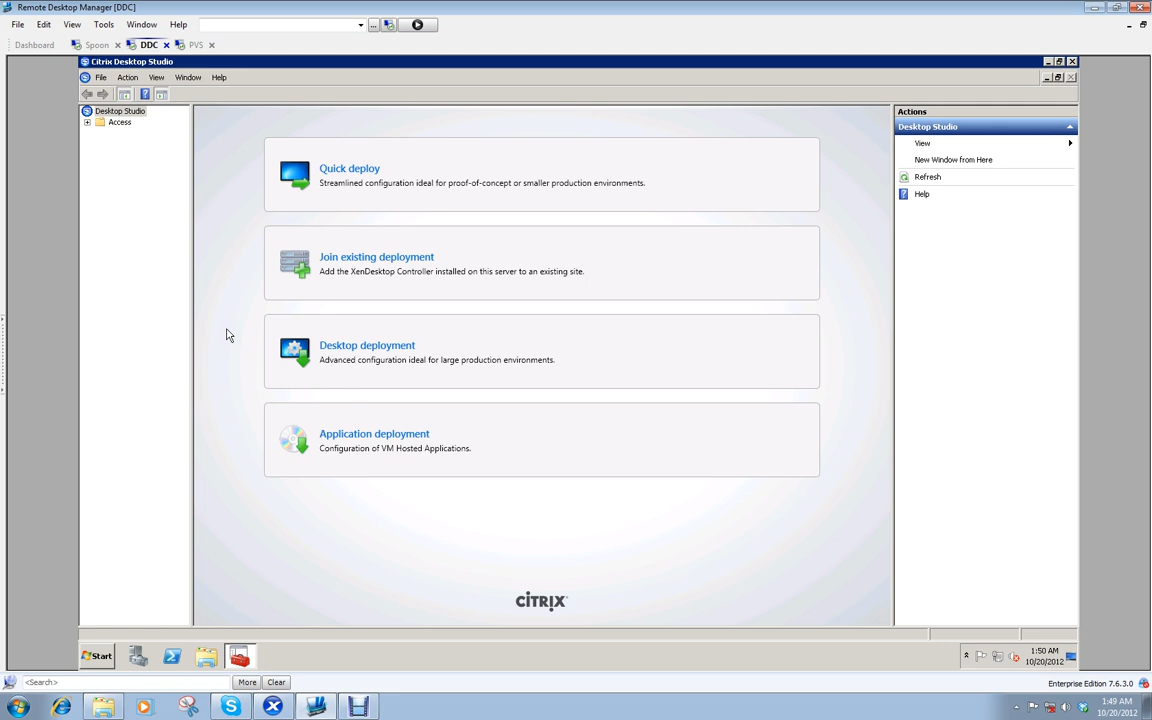 Remote Desktop Manager [DDC]
File Edit View Tools Window Help
...
Dashboard Spoon DDC PVS
Citrix Desktop Studio
File Action View Window Help
Desktop Studio
Access
Quick deploy
Streamlined configuration ideal for proof-of-concept or smaller production environments.
Join existing deployment
Add the XenDesktop Controller installed on this server to an existing site.
Desktop deployment
Advanced configuration ideal for large production environments.
Application deployment
Configuration of VM Hosted Applications.
CITRIX
Actions
Desktop Studio
View
New Window from Here
Refresh
Help
Start
1:50 AM
10/20/2012
<Search> More Clear
Enterprise Edition 7.6.3.0
1:49 AM
10/20/2012